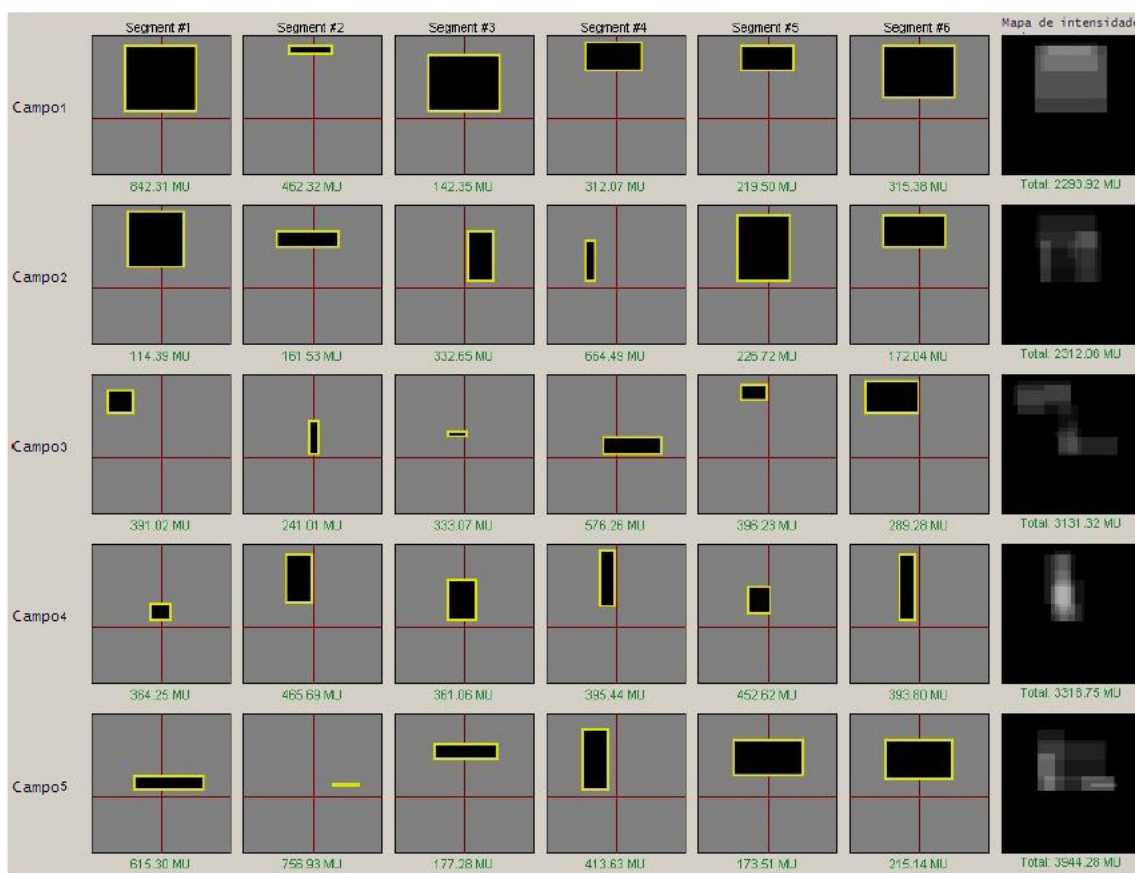 Segment #1 Segment #2 Segment #3 Segment #4 Segment #5 Segment #6 Mapa de intensidade
Campo1
842.31 MU 462.32 MU 142.35 MU 312.07 MU 219.50 MU 315.38 MU Total: 2293.92 MU
Campo2
114.39 MU 161.53 MU 332.65 MU 664.49 MU 225.72 MU 172.04 MU Total: 2312.06 MU
Campo3
391.02 MU 241.01 MU 333.07 MU 576.26 MU 396.23 MU 289.28 MU Total: 3131.32 MU
Campo4
364.25 MU 465.69 MU 361.06 MU 395.44 MU 452.62 MU 393.80 MU Total: 3316.75 MU
Campo5
615.30 MU 756.93 MU 177.28 MU 413.63 MU 173.51 MU 215.14 MU Total: 3944.28 MU